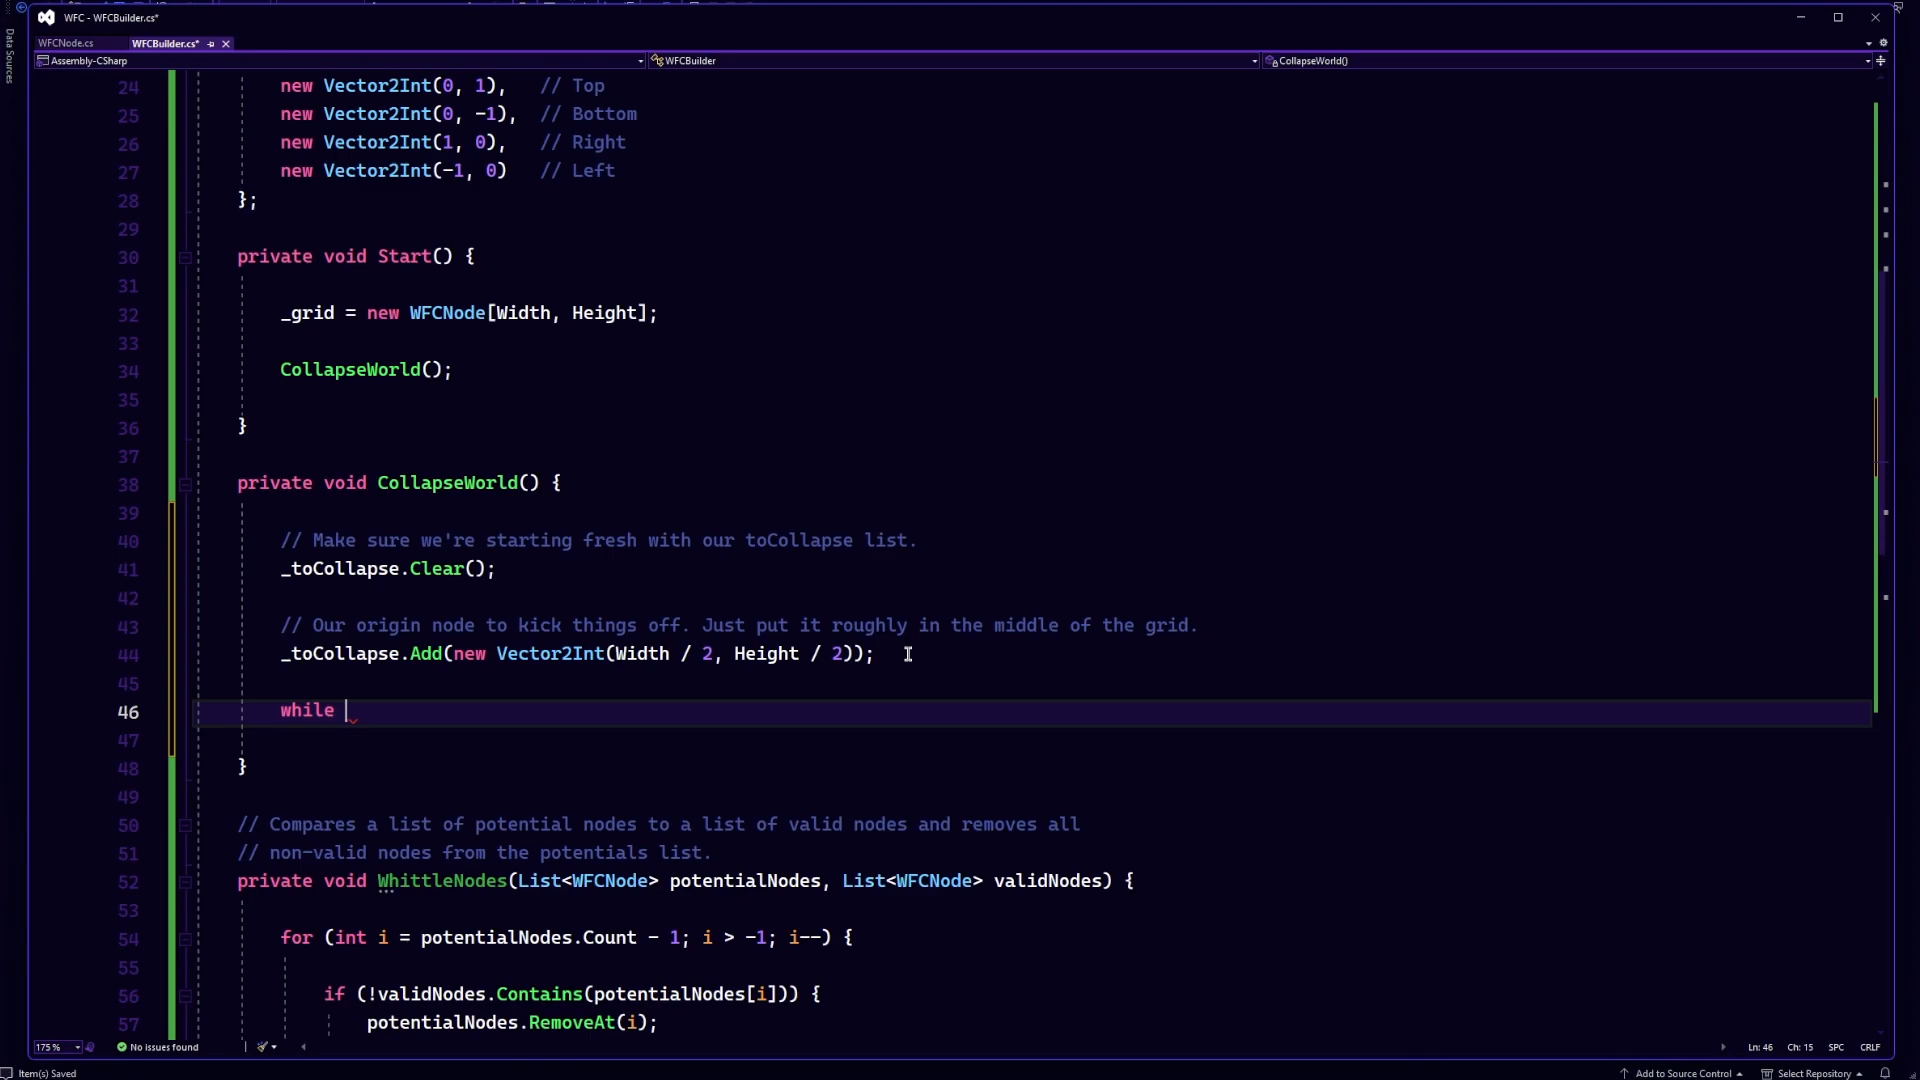 WFC - WFCBuilder.cs*
Data Sources
WFCNode.cs
WFCBuilder.cs*
Assembly-CSharp
WFCBuilder
CollapseWorld()
24 new Vector2Int(0, 1), // Top
25 new Vector2Int(0, -1), // Bottom
26 new Vector2Int(1, 0), // Right
27 new Vector2Int(-1, 0) // Left
28 };
29
30 private void Start() {
31
32 _grid = new WFCNode[Width, Height];
33
34 CollapseWorld();
35
36 }
37
38 private void CollapseWorld() {
39
40 // Make sure we're starting fresh with our toCollapse list.
41 _toCollapse.Clear();
42
43 // Our origin node to kick things off. Just put it roughly in the middle of the grid.
44 _toCollapse.Add(new Vector2Int(Width / 2, Height / 2));
45
46 while
47
48 }
49
50 // Compares a list of potential nodes to a list of valid nodes and removes all
51 // non-valid nodes from the potentials list.
52 private void WhittleNodes(List<WFCNode> potentialNodes, List<WFCNode> validNodes) {
53
54 for (int i = potentialNodes.Count - 1; i > -1; i--) {
55
56 if (!validNodes.Contains(potentialNodes[i])) {
57 potentialNodes.RemoveAt(i);
175 %
No issues found
Ln: 46 Ch: 15 SPC CRLF
Item(s) Saved
Add to Source Control
Select Repository